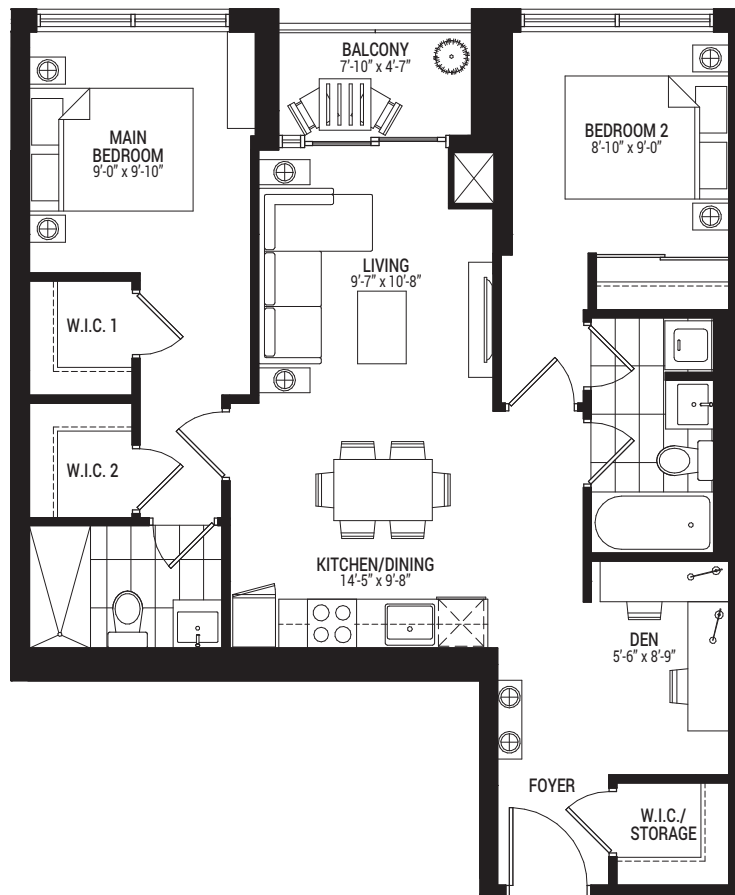 BALCONY
7'-10" x 4'-7"
MAIN
BEDROOM
9'-0" x 9'-10"
BEDROOM 2
8'-10" x 9'-0"
LIVING
9'-7" x 10'-8"
W.I.C. 1
W.I.C. 2
KITCHEN/DINING
14'-5" x 9'-8"
DEN
5'-6" x 8'-9"
FOYER
W.I.C./
STORAGE